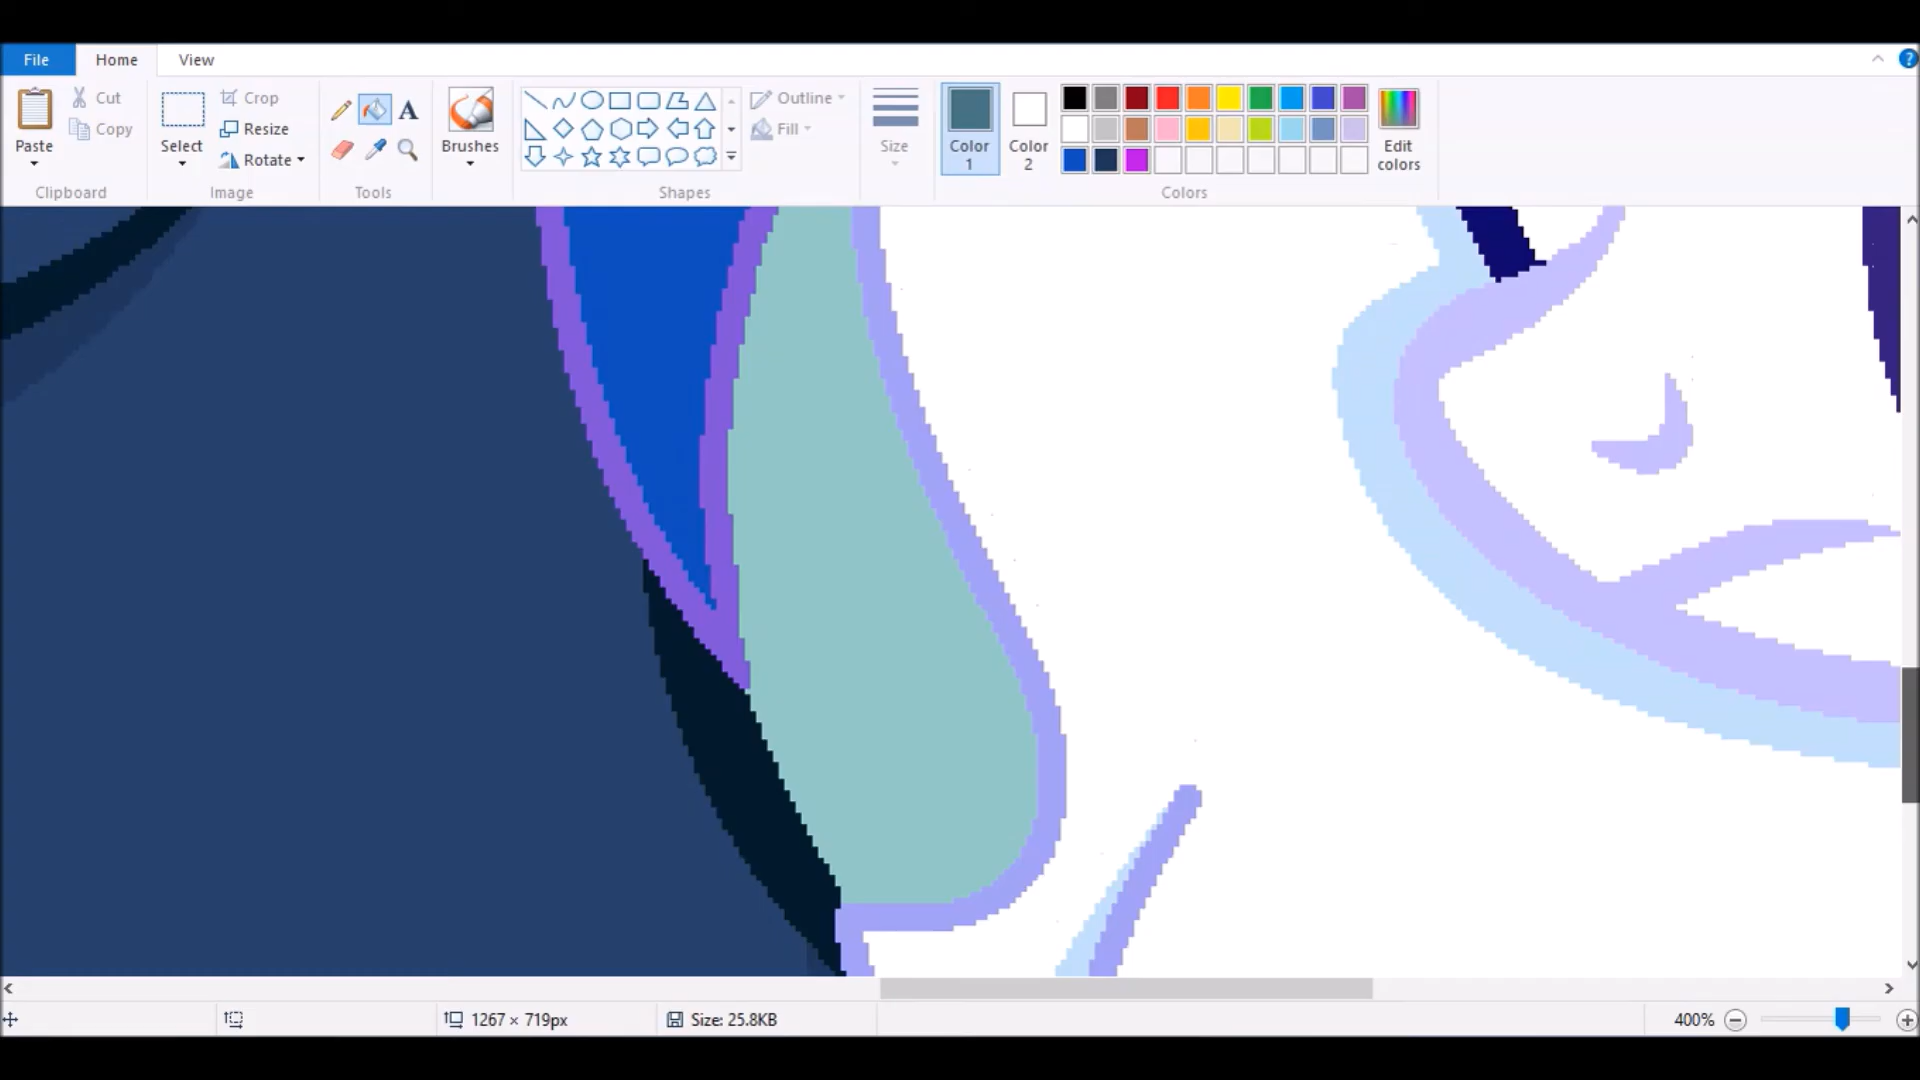 File Home View ?
Paste Cut Copy Select Crop Resize Rotate A Brushes Outline Fill Size Color 1 Color 2 Edit colors
Clipboard Image Tools Shapes Colors
1267 × 719px Size: 25.8KB 400%